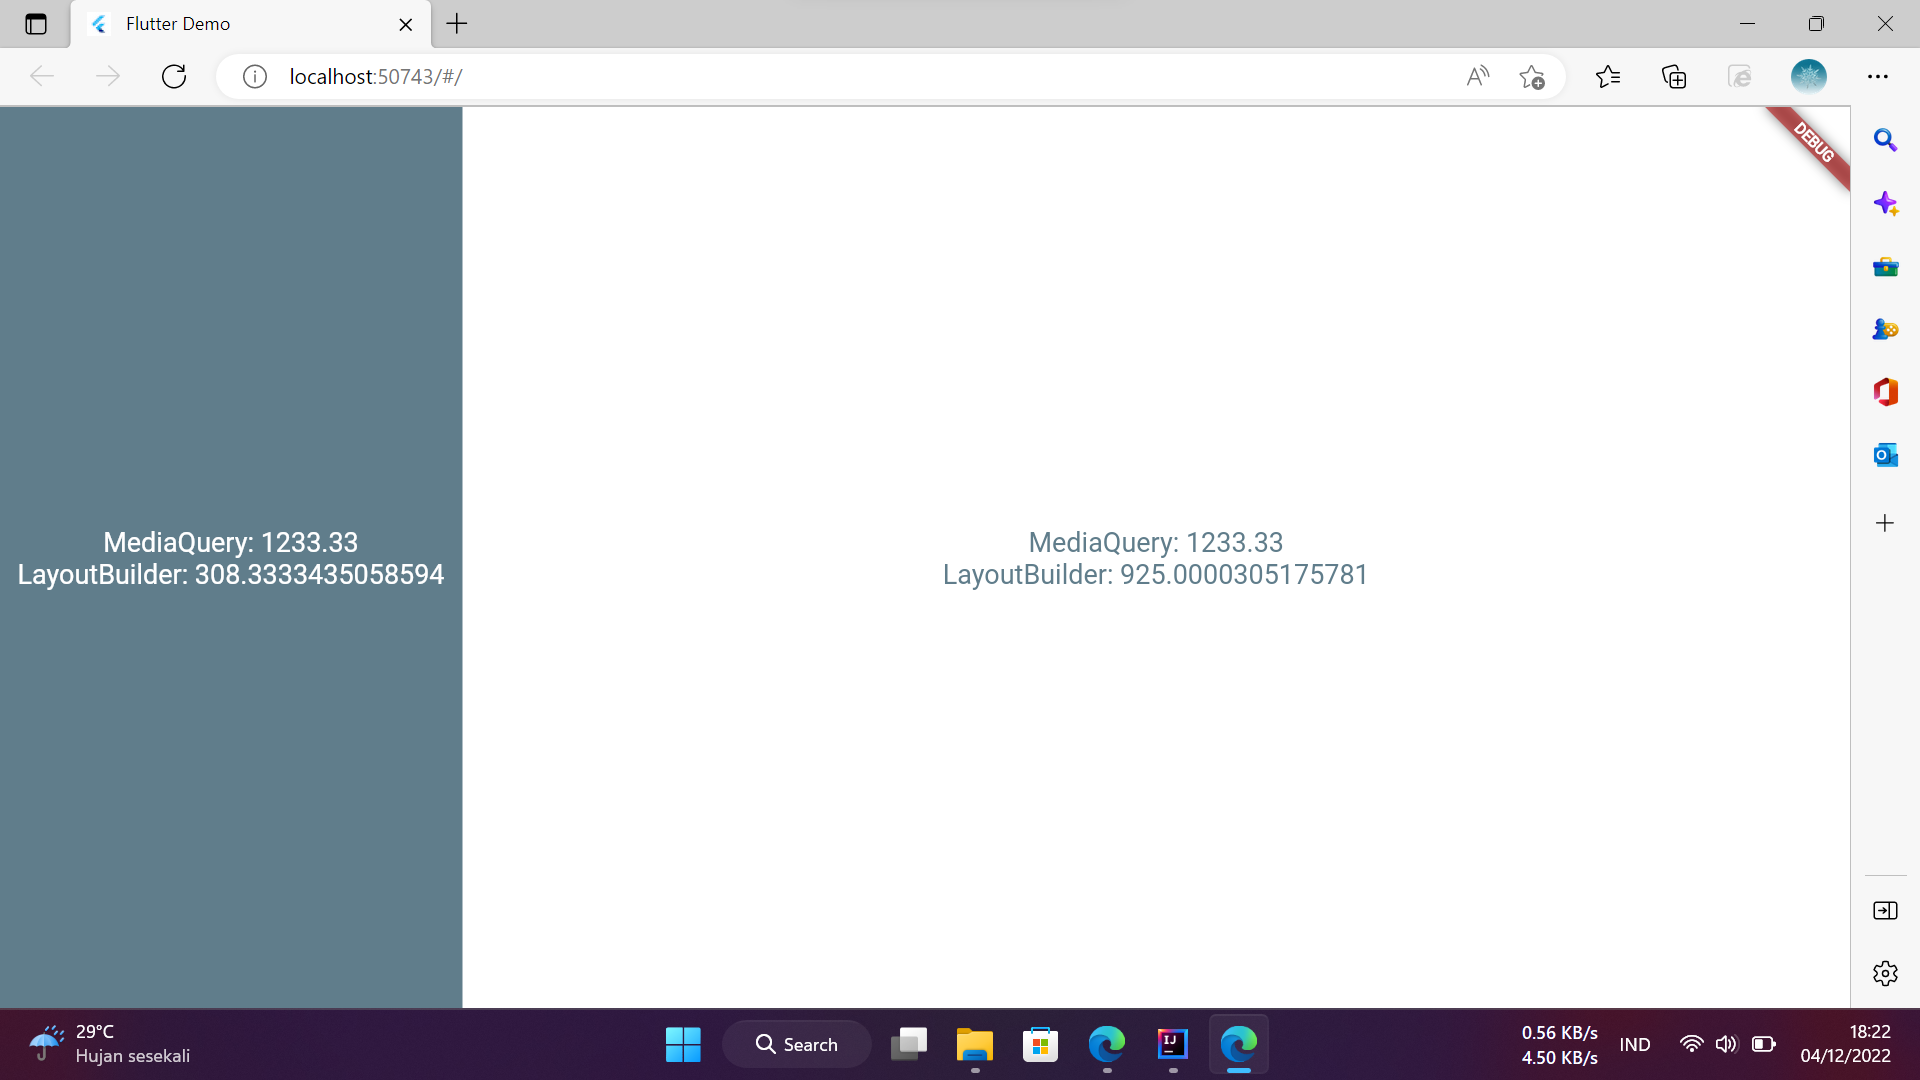 Flutter Demo
localhost:50743/#/
DEBUG
MediaQuery: 1233.33
LayoutBuilder: 308.3333435058594
MediaQuery: 1233.33
LayoutBuilder: 925.0000305175781
29°C
Hujan sesekali
Search
0.56 KB/s
4.50 KB/s
IND
18:22
04/12/2022